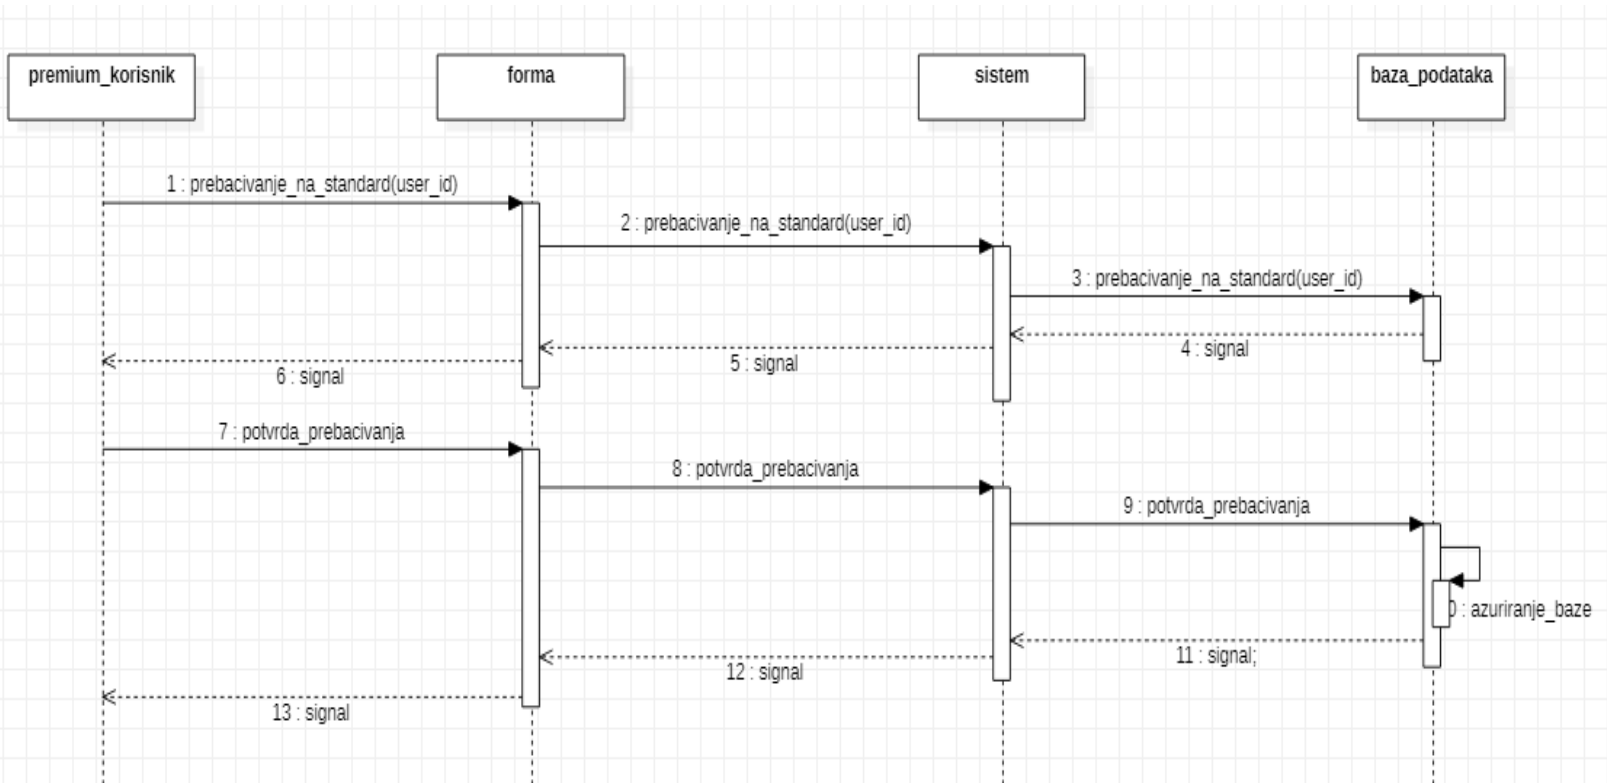 premium_korisnik
forma
sistem
baza_podataka
1 : prebacivanje_na_standard(user_id)
2 : prebacivanje_na_standard(user_id)
3 : prebacivanje_na_standard(user_id)
4 : signal
5 : signal
6 : signal
7 : potvrda_prebacivanja
8 : potvrda_prebacivanja
9 : potvrda_prebacivanja
0 : azuriranje_baze
11 : signal;
12 : signal
13 : signal